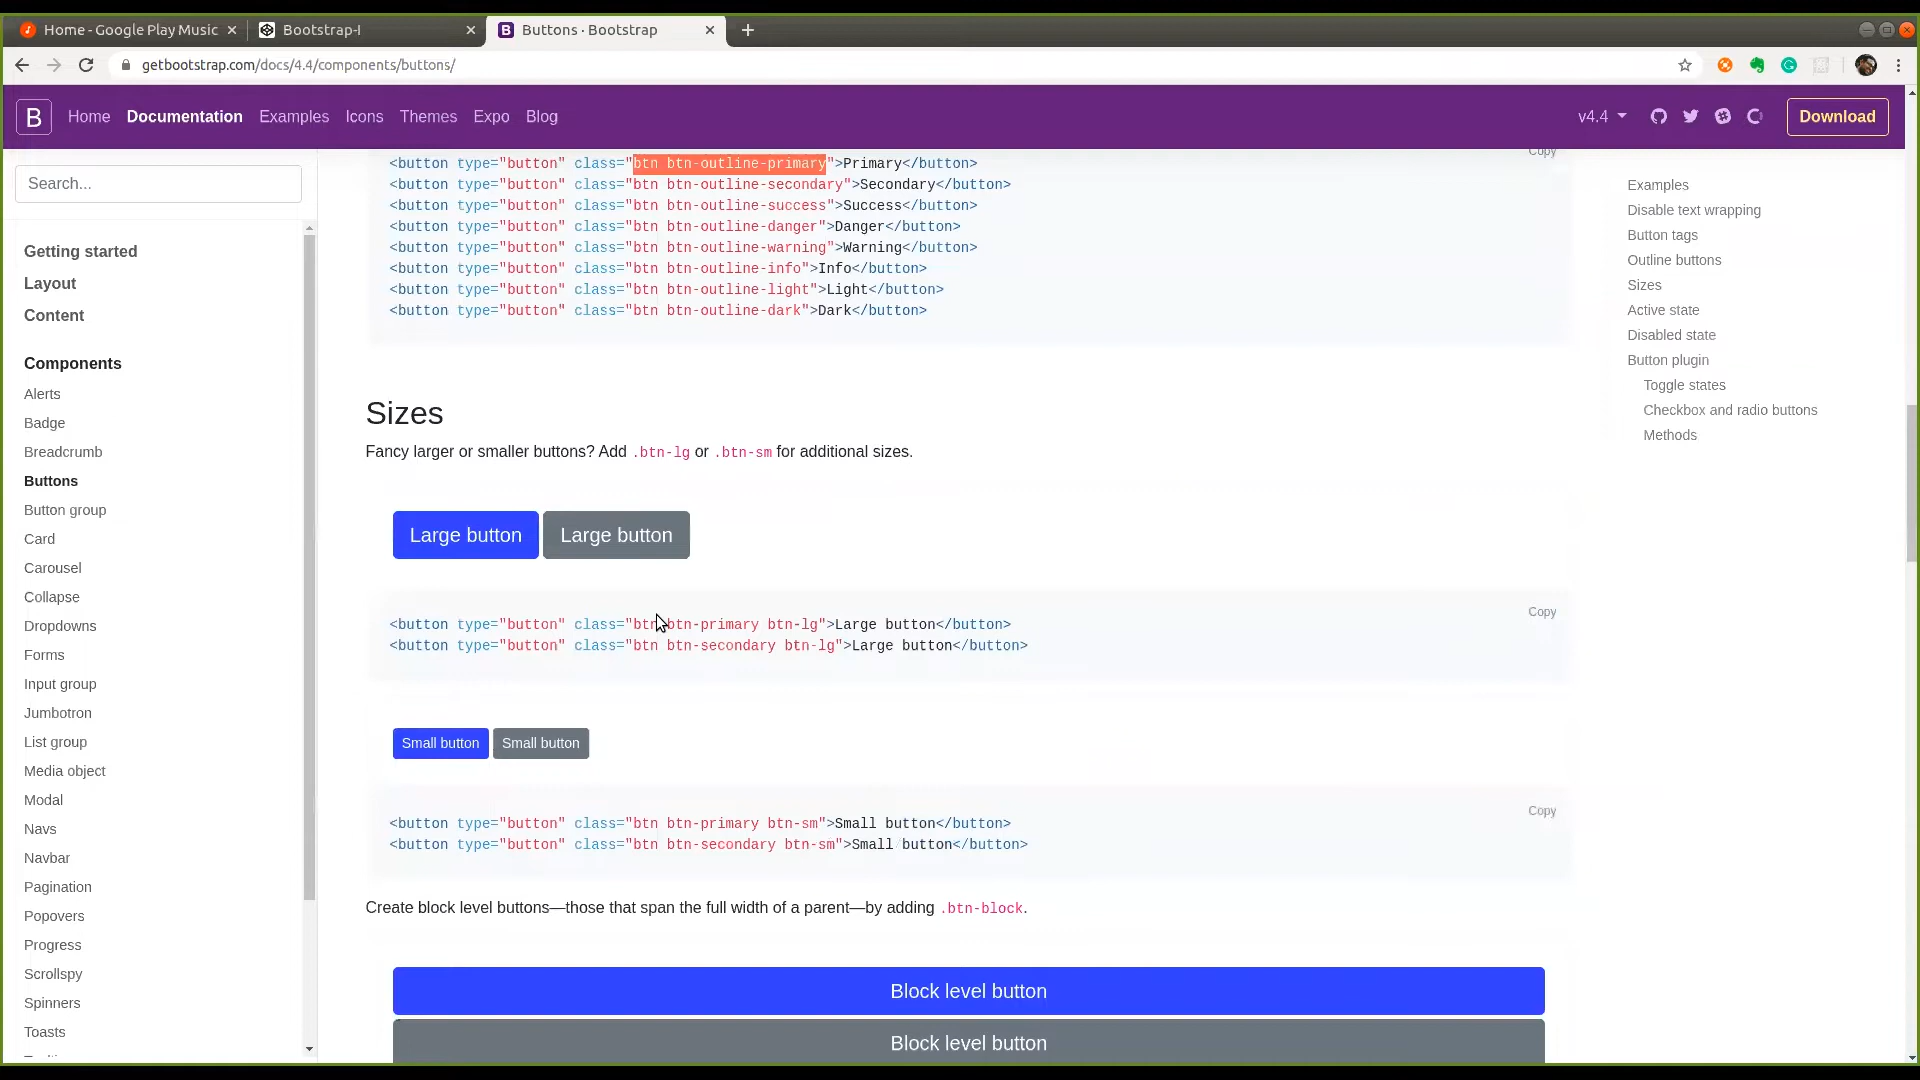 Home - Google Play Music
Bootstrap-I
B Buttons · Bootstrap
getbootstrap.com/docs/4.4/components/buttons/
B Home Documentation Examples Icons Themes Expo Blog v4.4 Download
Search...
Getting started
Layout
Content
Components
Alerts
Badge
Breadcrumb
Buttons
Button group
Card
Carousel
Collapse
Dropdowns
Forms
Input group
Jumbotron
List group
Media object
Modal
Navs
Navbar
Pagination
Popovers
Progress
Scrollspy
Spinners
Toasts
Copy
<button type="button" class="btn btn-outline-primary">Primary</button>
<button type="button" class="btn btn-outline-secondary">Secondary</button>
<button type="button" class="btn btn-outline-success">Success</button>
<button type="button" class="btn btn-outline-danger">Danger</button>
<button type="button" class="btn btn-outline-warning">Warning</button>
<button type="button" class="btn btn-outline-info">Info</button>
<button type="button" class="btn btn-outline-light">Light</button>
<button type="button" class="btn btn-outline-dark">Dark</button>
Sizes
Fancy larger or smaller buttons? Add .btn-lg or .btn-sm for additional sizes.
Large button Large button
Copy
<button type="button" class="btn btn-primary btn-lg">Large button</button>
<button type="button" class="btn btn-secondary btn-lg">Large button</button>
Small button Small button
Copy
<button type="button" class="btn btn-primary btn-sm">Small button</button>
<button type="button" class="btn btn-secondary btn-sm">Small button</button>
Create block level buttons—those that span the full width of a parent—by adding .btn-block.
Block level button
Block level button
Examples
Disable text wrapping
Button tags
Outline buttons
Sizes
Active state
Disabled state
Button plugin
Toggle states
Checkbox and radio buttons
Methods